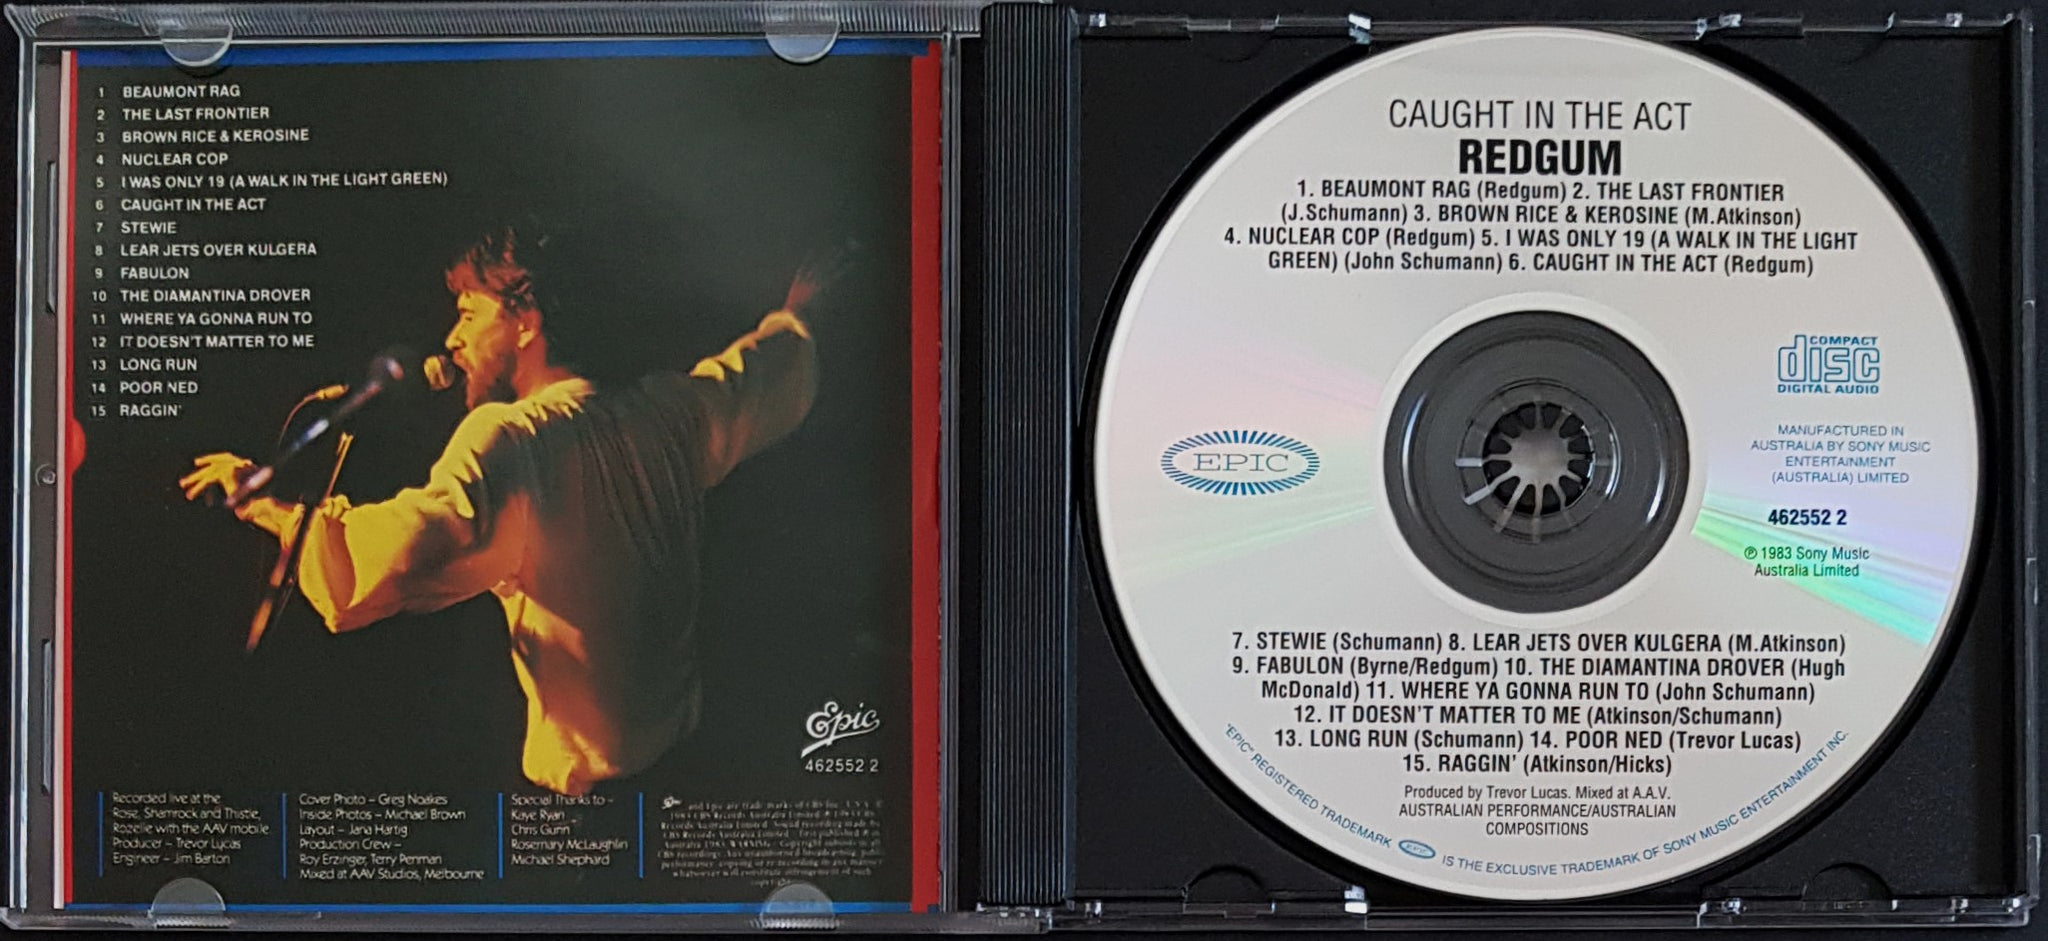 1 BEAUMONT RAG
2 THE LAST FRONTIER
3 BROWN RICE & KEROSINE
4 NUCLEAR COP
5 I WAS ONLY 19 (A WALK IN THE LIGHT GREEN)
6 CAUGHT IN THE ACT
7 STEWIE
8 LEAR JETS OVER KULGERA
9 FABULON
10 THE DIAMANTINA DROVER
11 WHERE YA GONNA RUN TO
12 IT DOESN'T MATTER TO ME
13 LONG RUN
14 POOR NED
15 RAGGIN'
Epic
462552 2
Recorded live at the
Rose, Shamrock and Thistle,
Rozelle with the AAV mobile
Producer – Trevor Lucas
Engineer – Jim Barton
Cover Photo – Greg Noakes
Inside Photos – Michael Brown
Layout – Jana Hartig
Production Crew –
Roy Erzinger, Terry Penman
Mixed at AAV Studios, Melbourne
Special Thanks to –
Kaye Ryan
Chris Gunn
Rosemary McLaughlin
Michael Shephard
and Epic are trade marks of CBS Inc. U.S.A.
CAUGHT IN THE ACT
REDGUM
1. BEAUMONT RAG (Redgum) 2. THE LAST FRONTIER
(J.Schumann) 3. BROWN RICE & KEROSINE (M.Atkinson)
4. NUCLEAR COP (Redgum) 5. I WAS ONLY 19 (A WALK IN THE LIGHT
GREEN) (John Schumann) 6. CAUGHT IN THE ACT (Redgum)
COMPACT
disc
DIGITAL AUDIO
EPIC
MANUFACTURED IN
AUSTRALIA BY SONY MUSIC
ENTERTAINMENT
(AUSTRALIA) LIMITED
462552 2
℗ 1983 Sony Music
Australia Limited
7. STEWIE (Schumann) 8. LEAR JETS OVER KULGERA (M.Atkinson)
9. FABULON (Byrne/Redgum) 10. THE DIAMANTINA DROVER (Hugh
McDonald) 11. WHERE YA GONNA RUN TO (John Schumann)
12. IT DOESN'T MATTER TO ME (Atkinson/Schumann)
13. LONG RUN (Schumann) 14. POOR NED (Trevor Lucas)
15. RAGGIN' (Atkinson/Hicks)
Produced by Trevor Lucas. Mixed at A.A.V.
AUSTRALIAN PERFORMANCE/AUSTRALIAN
COMPOSITIONS
"EPIC" REGISTERED TRADEMARK EPIC IS THE EXCLUSIVE TRADEMARK OF SONY MUSIC ENTERTAINMENT INC.